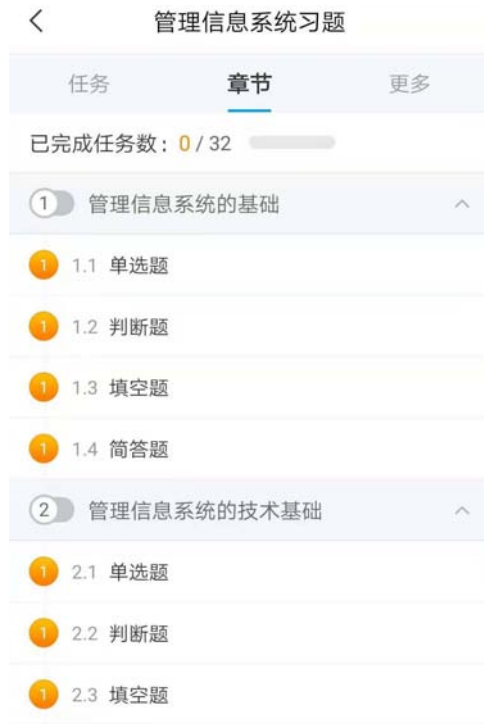 管理信息系统习题
任务 章节 更多
已完成任务数：0 / 32
1 管理信息系统的基础
1 1.1 单选题
1 1.2 判断题
1 1.3 填空题
1 1.4 简答题
2 管理信息系统的技术基础
1 2.1 单选题
1 2.2 判断题
1 2.3 填空题